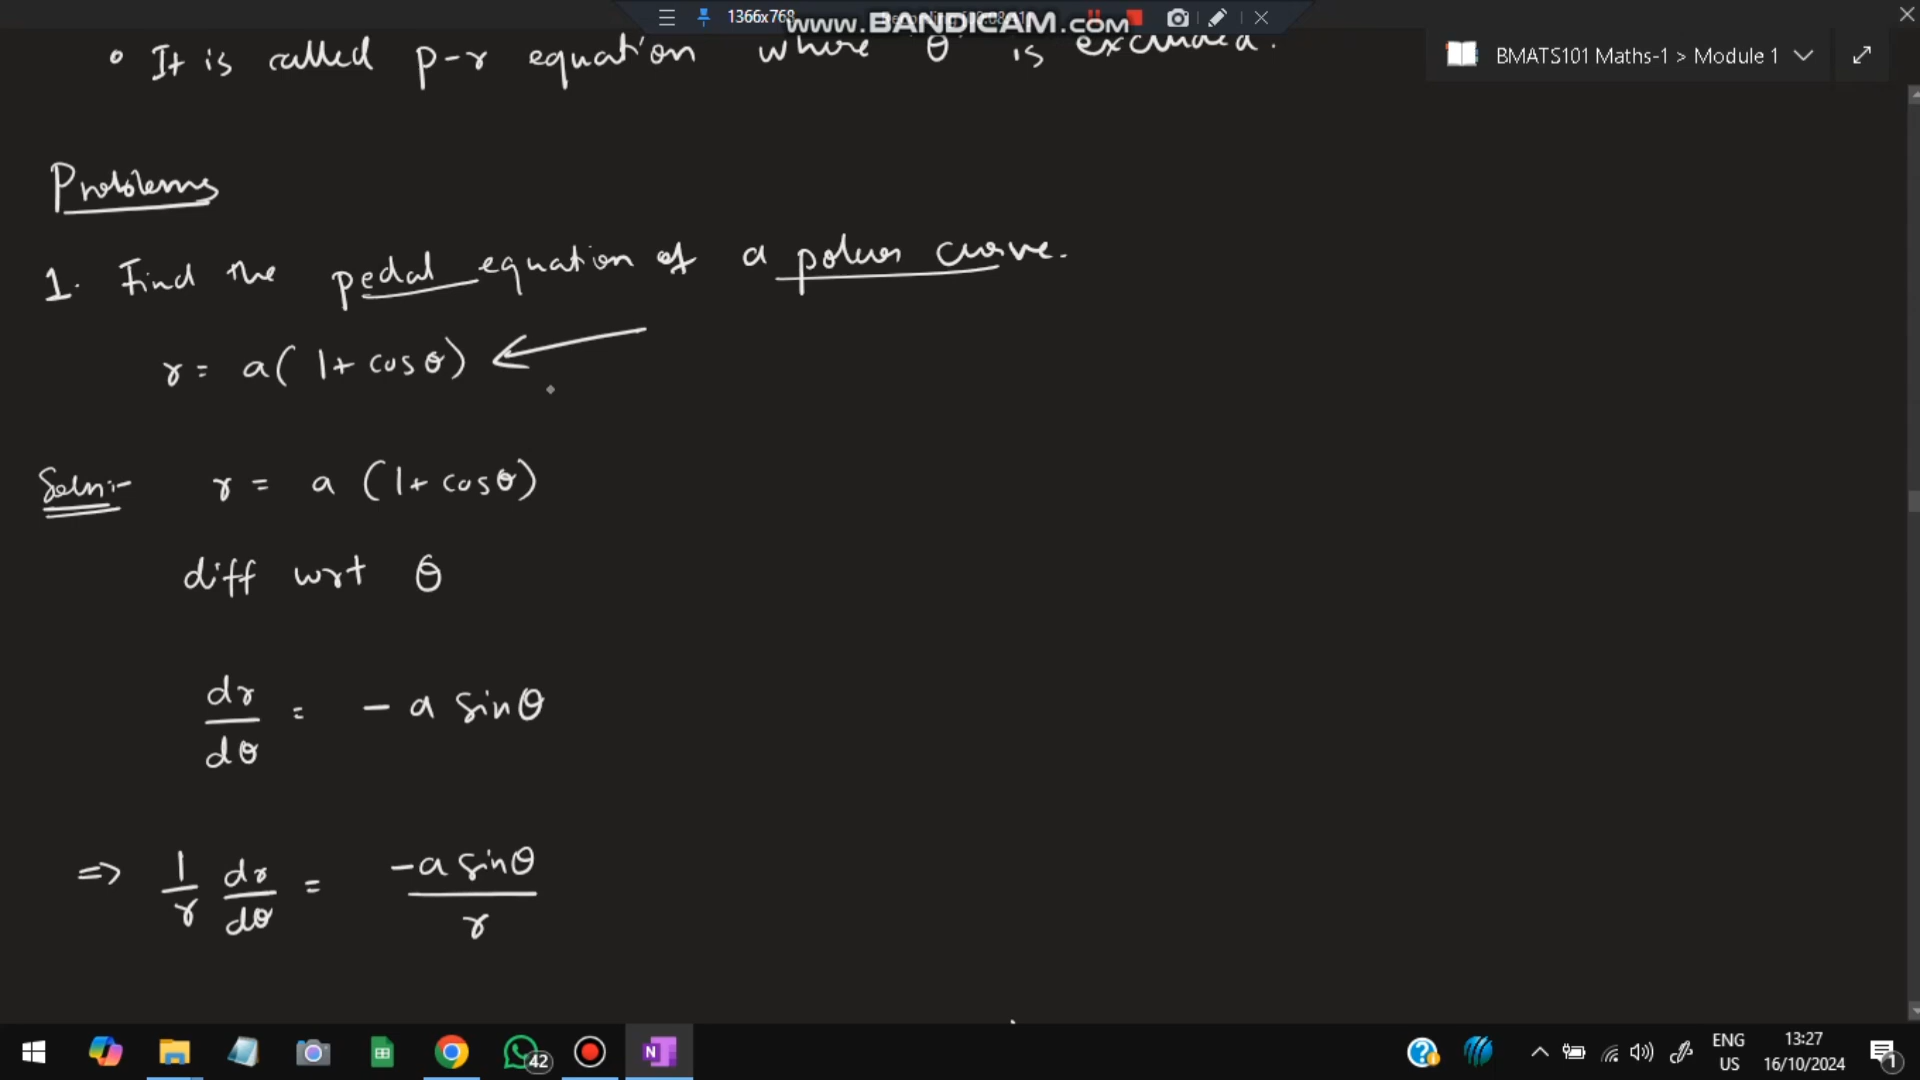 1366x768
www.BANDICAM.com
• It is called p-r equation where θ is excluded.
BMATS101 Maths-1 > Module 1
Problems
1. Find the pedal equation of a polar curve.
r = a(1+cosθ)
Soln:- r = a (1+cosθ)
diff wrt θ
dr/dθ = - a sinθ
=> 1/r dr/dθ = -a sinθ/r
42
N
ENG
US
13:27
16/10/2024
1